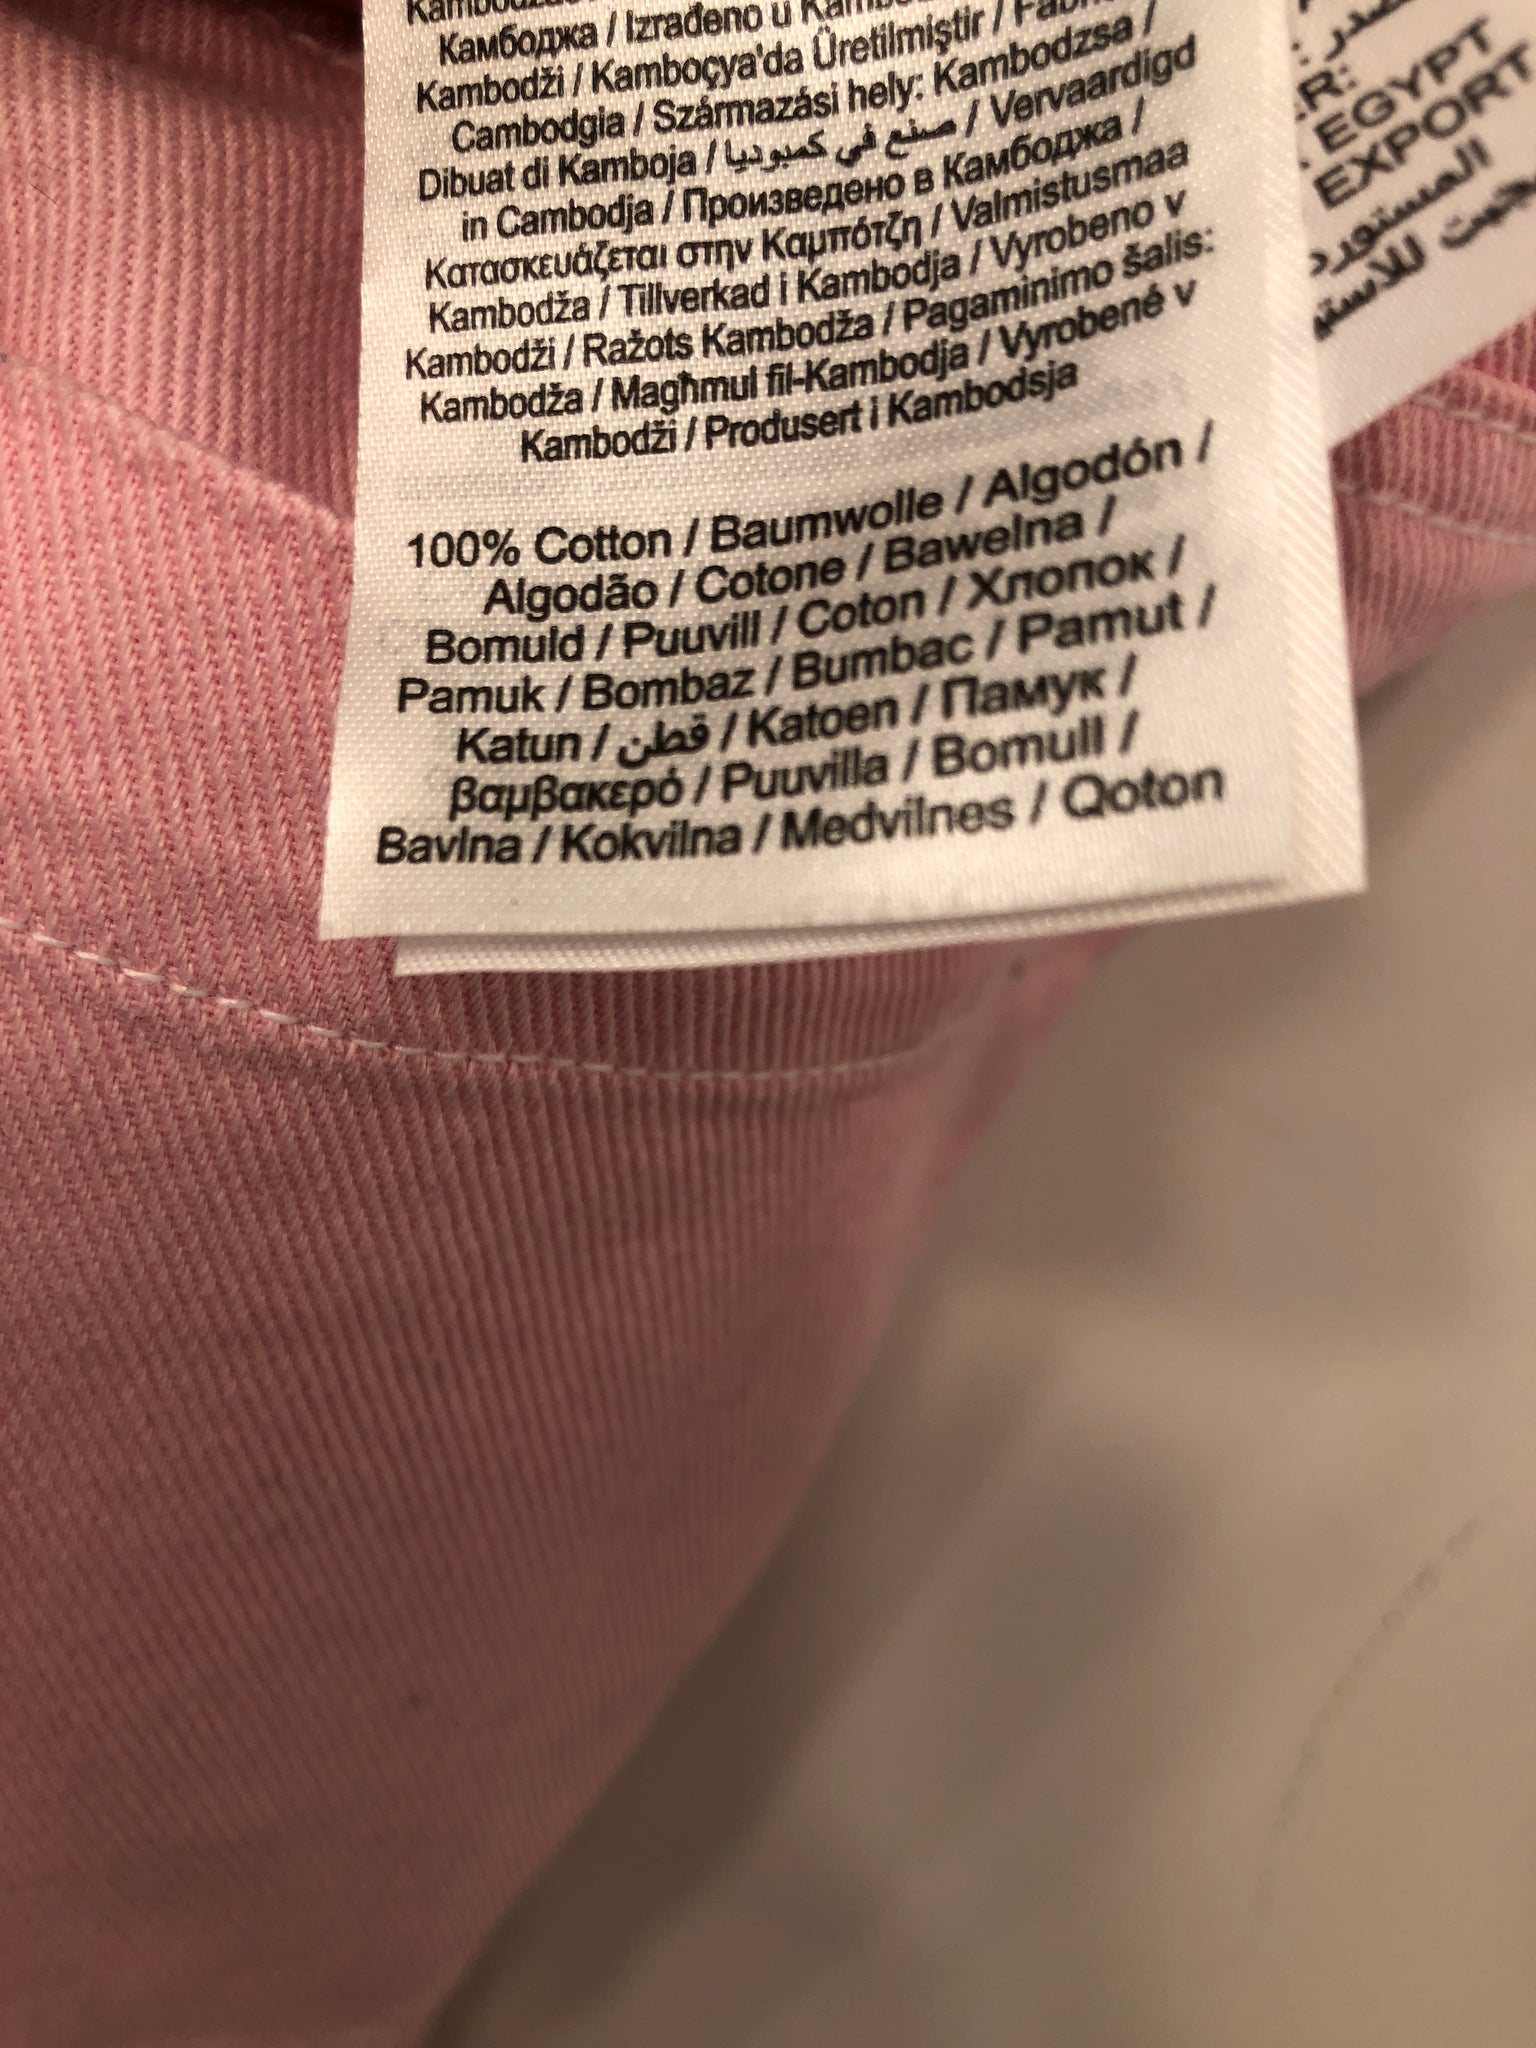 Камбоджа / Izrađeno u
Kambodži / Kamboçya'da Üretilmiştir /
Cambodgia / Származási hely: Kambodzsa /
Dibuat di Kamboja / صنع في كمبوديا / Vervaardigd
in Cambodja / Произведено в Камбоджа /
Κατασκευάζεται στην Καμπότζη / Valmistusmaa
Kambodža / Tillverkad i Kambodja / Vyrobeno v
Kambodži / Ražots Kambodža / Pagaminimo šalis:
Kambodža / Magħmul fil-Kambodja / Vyrobené v
Kambodži / Produsert i Kambodsja
100% Cotton / Baumwolle / Algodón /
Algodão / Cotone / Bawełna /
Bomuld / Puuvill / Coton / Хлопок /
Pamuk / Bombaz / Bumbac / Pamut /
Katun / قطن / Katoen / Памук /
βαμβακερό / Puuvilla / Bomull /
Bavlna / Kokvilna / Medvilnes / Qoton
EGYPT
EXPORT